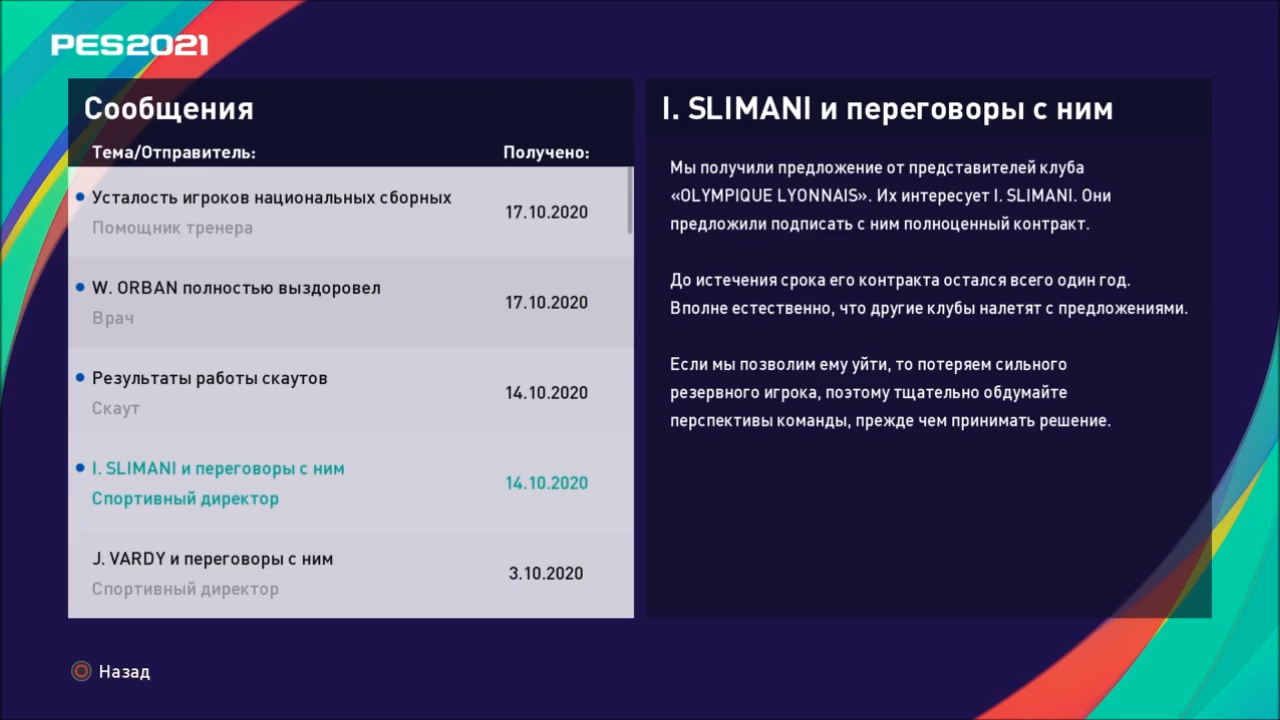 PES2021
Сообщения
Тема/Отправитель: Получено:
Усталость игроков национальных сборных
Помощник тренера
17.10.2020
W. ORBAN полностью выздоровел
Врач
17.10.2020
Результаты работы скаутов
Скаут
14.10.2020
I. SLIMANI и переговоры с ним
Спортивный директор
14.10.2020
J. VARDY и переговоры с ним
Спортивный директор
3.10.2020
I. SLIMANI и переговоры с ним
Мы получили предложение от представителей клуба
«OLYMPIQUE LYONNAIS». Их интересует I. SLIMANI. Они
предложили подписать с ним полноценный контракт.
До истечения срока его контракта остался всего один год.
Вполне естественно, что другие клубы налетят с предложениями.
Если мы позволим ему уйти, то потеряем сильного
резервного игрока, поэтому тщательно обдумайте
перспективы команды, прежде чем принимать решение.
Назад